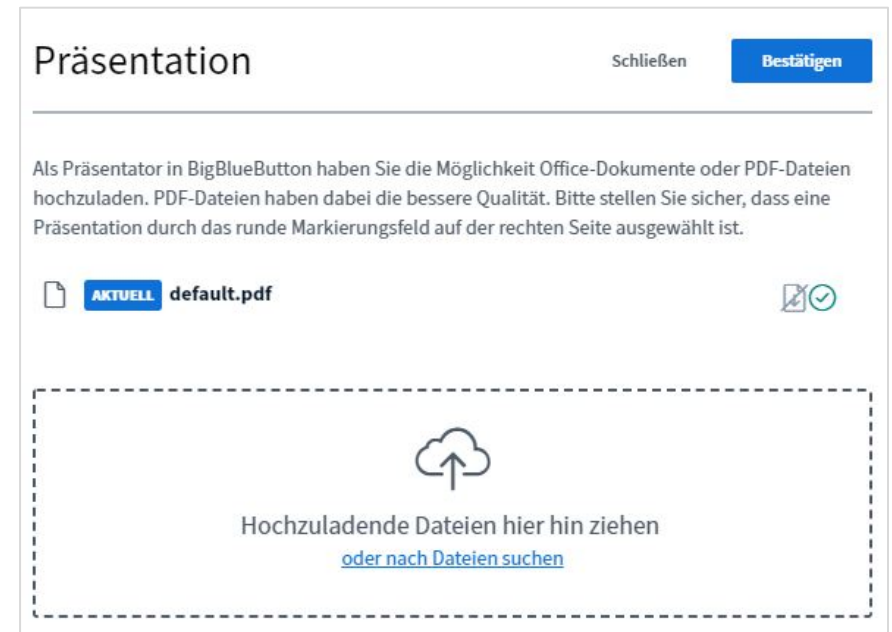 Präsentation
Schließen
Bestätigen
Als Präsentator in BigBlueButton haben Sie die Möglichkeit Office-Dokumente oder PDF-Dateien
hochzuladen. PDF-Dateien haben dabei die bessere Qualität. Bitte stellen Sie sicher, dass eine
Präsentation durch das runde Markierungsfeld auf der rechten Seite ausgewählt ist.
AKTUELL default.pdf
Hochzuladende Dateien hier hin ziehen
oder nach Dateien suchen